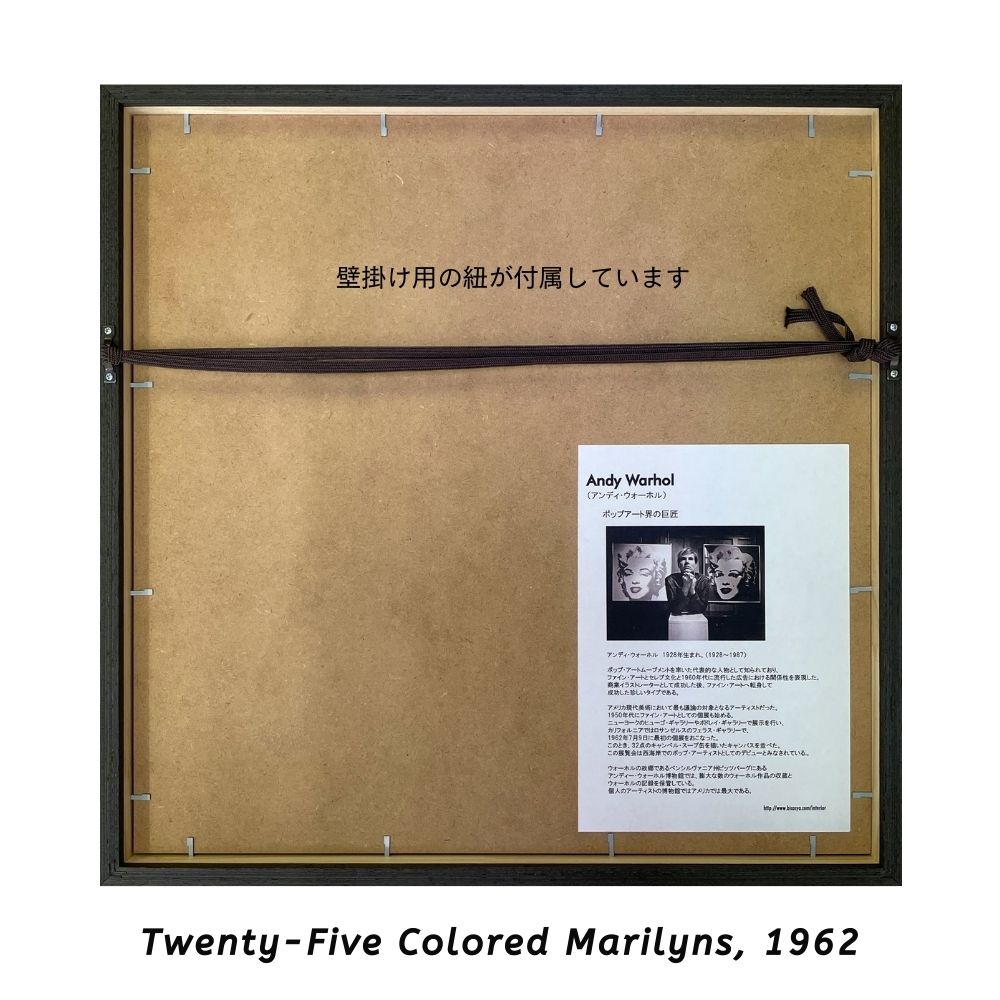 壁掛け用の紐が付属しています
Andy Warhol
（アンディ・ウォーホル）
ポップアート界の巨匠
アンディ・ウォーホル 1928年生まれ、（1928～1987）
ポップ・アートムーブメントを率いた代表的な人物として知られており、
ファイン・アートとセレブ文化と1960年代に流行した広告における関係性を表現した。
商業イラストレーターとして成功した後、ファイン・アートへ転身して
成功した珍しいタイプである。
アメリカ現代美術において最も議論の対象となるアーティストだった。
1950年代にファイン・アートとしての個展も始める。
ニューヨークのヒューゴ・ギャラリーやボドレイ・ギャラリーで展示を行い、
カリフォルニアではロサンゼルスのフェラス・ギャラリーで、
1962年7月9日に最初の個展をおこなった。
このとき、32点のキャンベル・スープ缶を描いたキャンバスを並べた。
この展覧会は西海岸でのポップ・アーティストとしてのデビューとみなされている。
ウォーホルの故郷であるペンシルヴァニア州ピッツバーグにある
アンディー・ウォーホル博物館では、膨大な数のウォーホル作品の収蔵と
ウォーホルの記録を保管している。
個人のアーティストの博物館ではアメリカでは最大である。
http://www.bicosya.com/interior
Twenty-Five Colored Marilyns, 1962